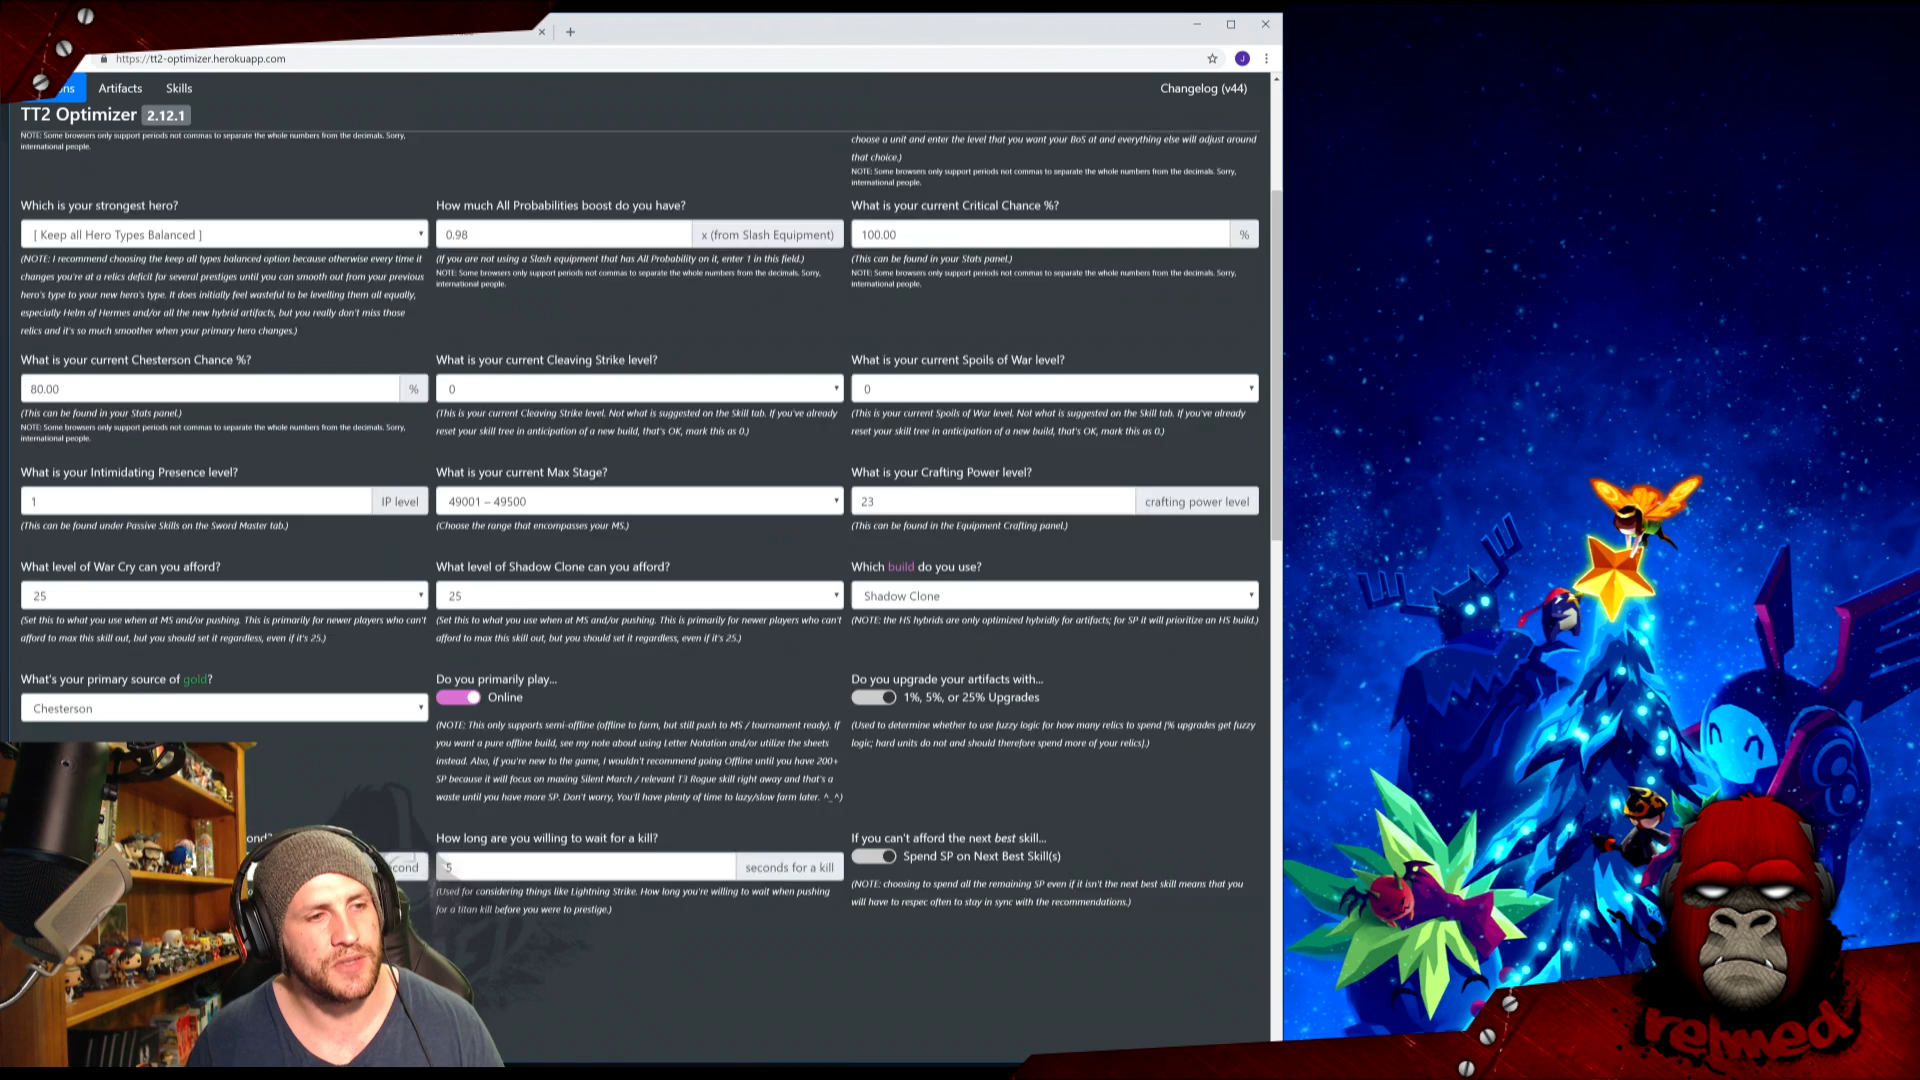 https://tt2-optimizer.herokuapp.com
J
Artifacts
Skills
Changelog (v44)
TT2 Optimizer 2.12.1
NOTE: Some browsers only support periods not commas to separate the whole numbers from the decimals. Sorry,
international people.
choose a unit and enter the level that you want your BoS at and everything else will adjust around
that choice.)
NOTE: Some browsers only support periods not commas to separate the whole numbers from the decimals. Sorry,
international people.
Which is your strongest hero?
[ Keep all Hero Types Balanced ]
(NOTE: I recommend choosing the keep all types balanced option because otherwise every time it
changes you're at a relics deficit for several prestiges until you can smooth out from your previous
hero's type to your new hero's type. It does initially feel wasteful to be levelling them all equally,
especially Helm of Hermes and/or all the new hybrid artifacts, but you really don't miss those
relics and it's so much smoother when your primary hero changes.)
How much All Probabilities boost do you have?
0.98
x (from Slash Equipment)
(If you are not using a Slash equipment that has All Probability on it, enter 1 in this field.)
NOTE: Some browsers only support periods not commas to separate the whole numbers from the decimals. Sorry,
international people.
What is your current Critical Chance %?
100.00
%
(This can be found in your Stats panel.)
NOTE: Some browsers only support periods not commas to separate the whole numbers from the decimals. Sorry,
international people.
What is your current Chesterson Chance %?
80.00
%
(This can be found in your Stats panel.)
NOTE: Some browsers only support periods not commas to separate the whole numbers from the decimals. Sorry,
international people.
What is your current Cleaving Strike level?
0
(This is your current Cleaving Strike level. Not what is suggested on the Skill tab. If you've already
reset your skill tree in anticipation of a new build, that's OK, mark this as 0.)
What is your current Spoils of War level?
0
(This is your current Spoils of War level. Not what is suggested on the Skill tab. If you've already
reset your skill tree in anticipation of a new build, that's OK, mark this as 0.)
What is your Intimidating Presence level?
1
IP level
(This can be found under Passive Skills on the Sword Master tab.)
What is your current Max Stage?
49001 – 49500
(Choose the range that encompasses your MS.)
What is your Crafting Power level?
23
crafting power level
(This can be found in the Equipment Crafting panel.)
What level of War Cry can you afford?
25
(Set this to what you use when at MS and/or pushing. This is primarily for newer players who can't
afford to max this skill out, but you should set it regardless, even if it's 25.)
What level of Shadow Clone can you afford?
25
(Set this to what you use when at MS and/or pushing. This is primarily for newer players who can't
afford to max this skill out, but you should set it regardless, even if it's 25.)
Which build do you use?
Shadow Clone
(NOTE: the HS hybrids are only optimized hybridly for artifacts; for SP it will prioritize an HS build.)
What's your primary source of gold?
Chesterson
Do you primarily play...
Online
(NOTE: This only supports semi-offline (offline to farm, but still push to MS / tournament ready). If
you want a pure offline build, see my note about using Letter Notation and/or utilize the sheets
instead. Also, if you're new to the game, I wouldn't recommend going Offline until you have 200+
SP because it will focus on maxing Silent March / relevant T3 Rogue skill right away and that's a
waste until you have more SP. Don't worry, You'll have plenty of time to lazy/slow farm later. ^_^)
Do you upgrade your artifacts with...
1%, 5%, or 25% Upgrades
(Used to determine whether to use fuzzy logic for how many relics to spend [% upgrades get fuzzy
logic; hard units do not and should therefore spend more of your relics].)
ond?
cond
How long are you willing to wait for a kill?
5
seconds for a kill
(Used for considering things like Lightning Strike. How long you're willing to wait when pushing
for a titan kill before you were to prestige.)
If you can't afford the next best skill...
Spend SP on Next Best Skill(s)
(NOTE: choosing to spend all the remaining SP even if it isn't the next best skill means that you
will have to respec often to stay in sync with the recommendations.)